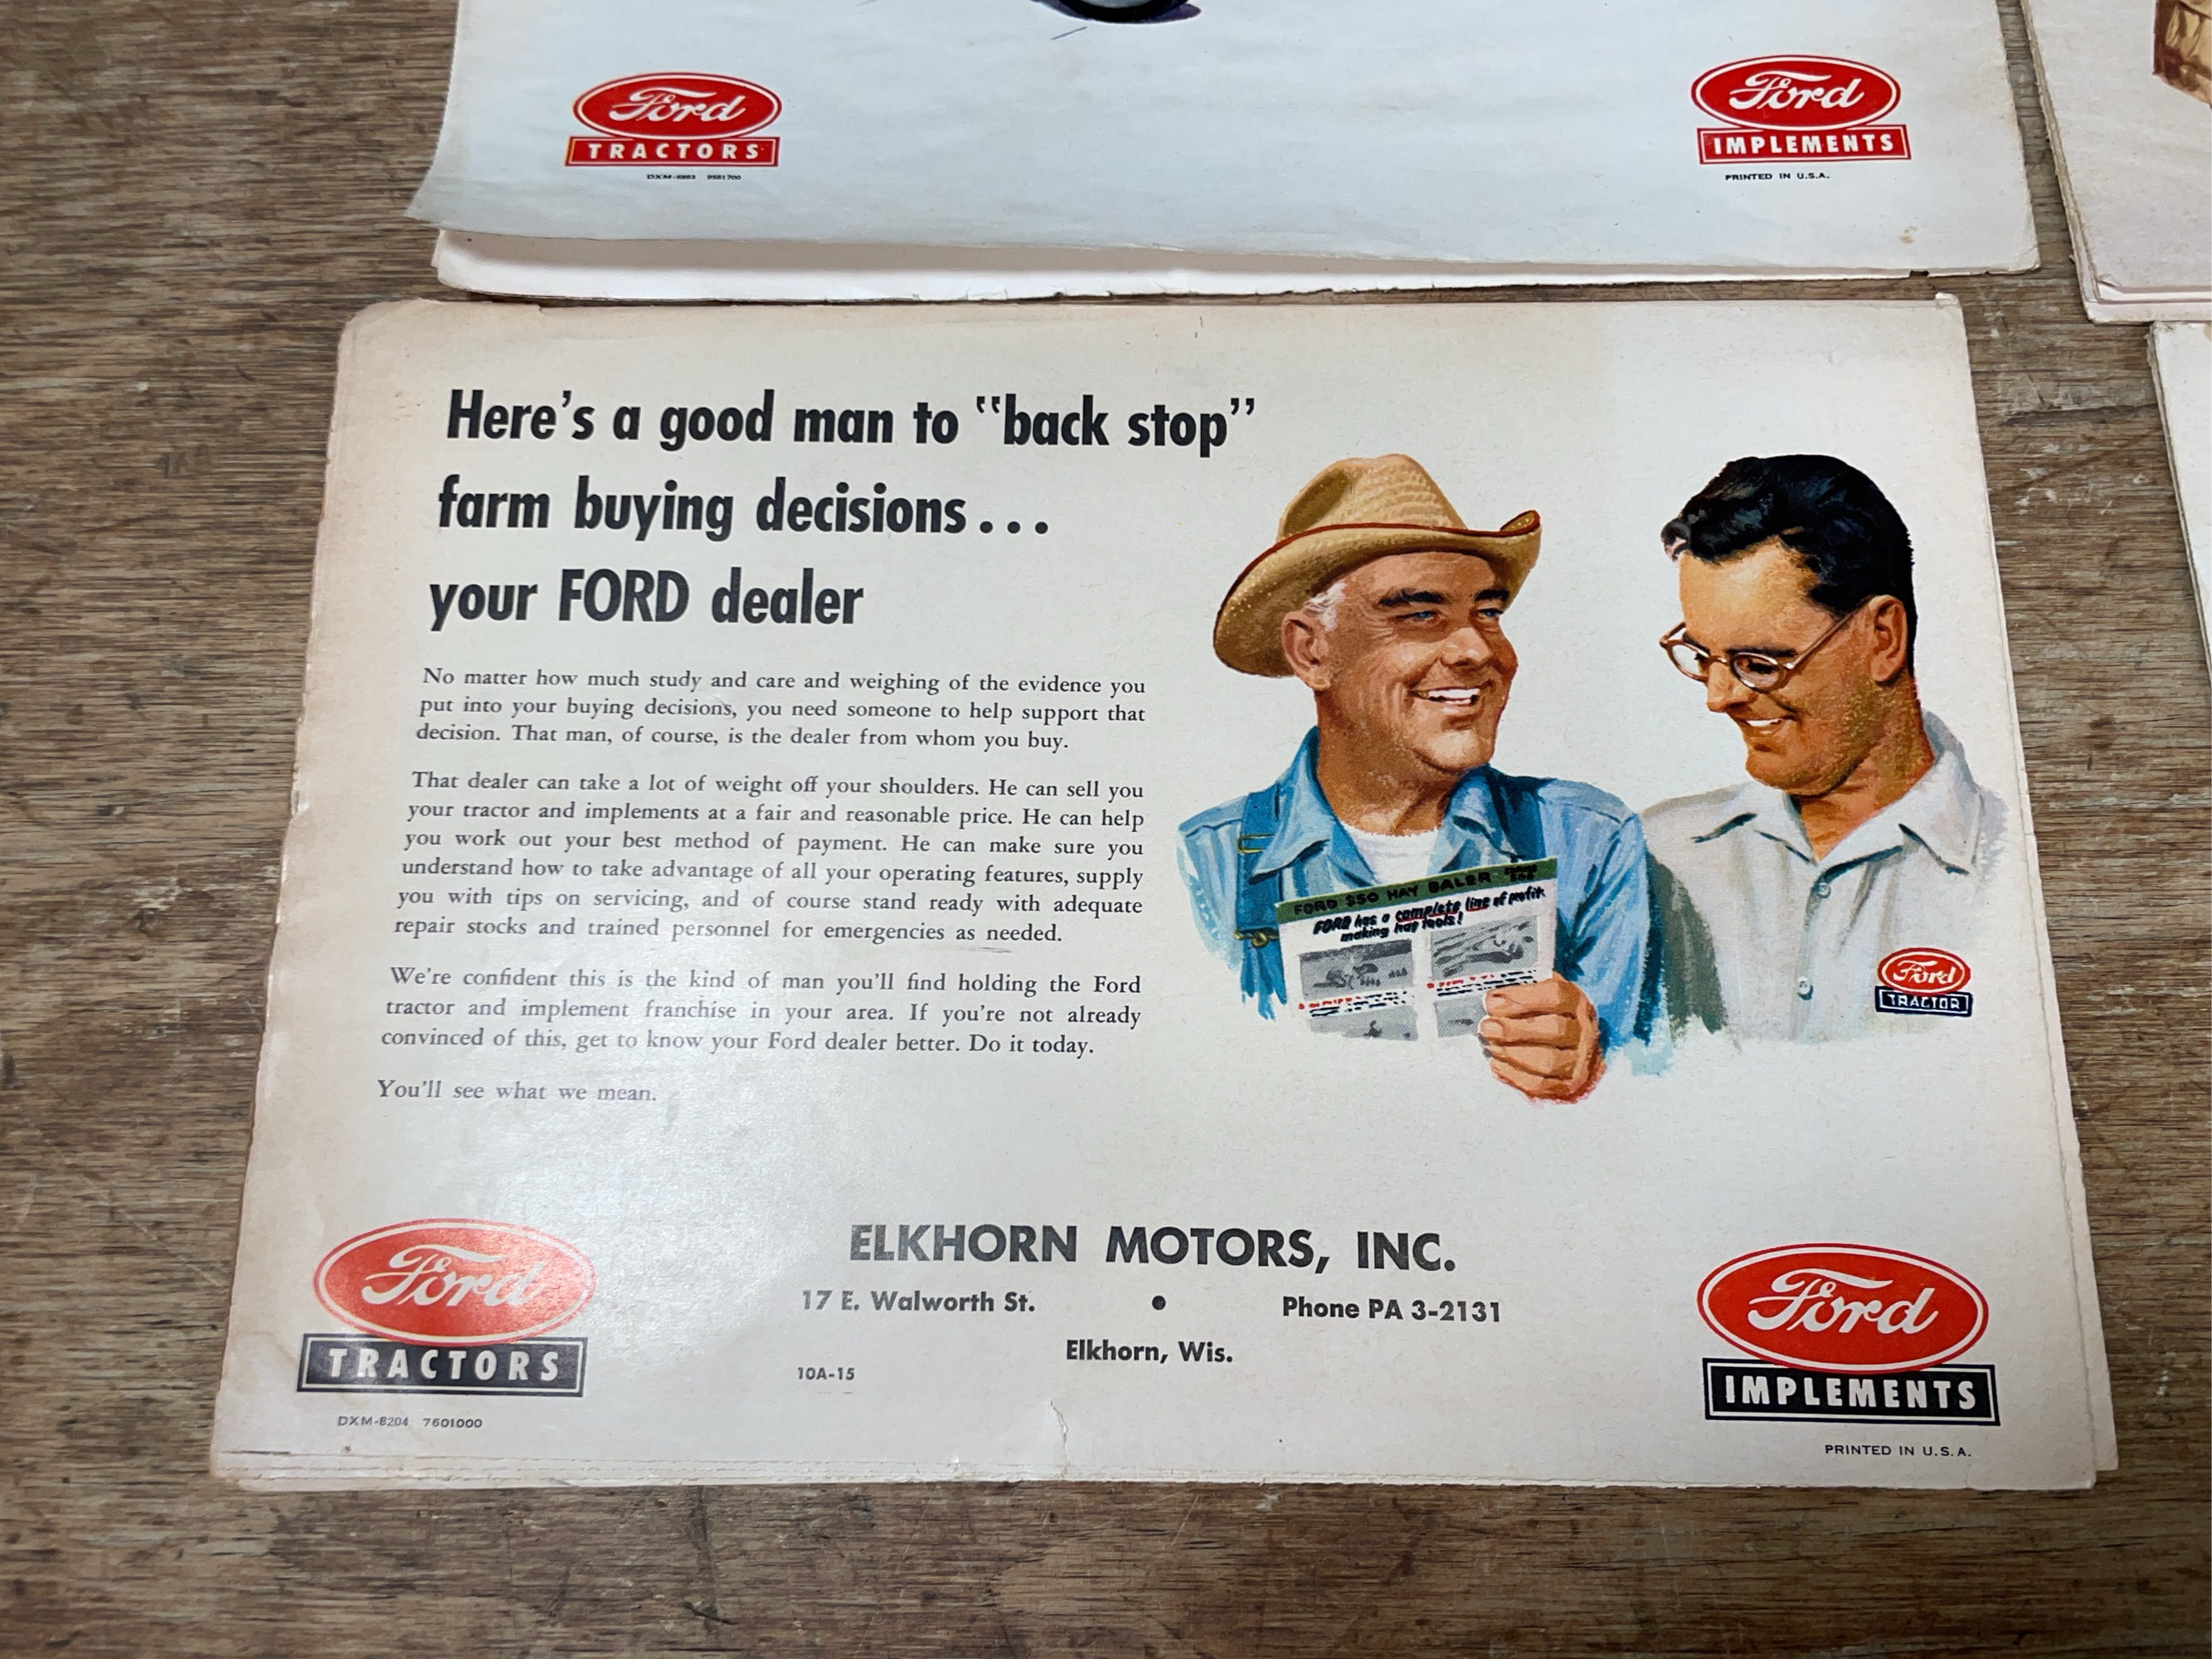 Ford
TRACTORS
DXM-8883 9581700
Ford
IMPLEMENTS
PRINTED IN U.S.A.
Here's a good man to "back stop"
farm buying decisions...
your FORD dealer
No matter how much study and care and weighing of the evidence you
put into your buying decisions, you need someone to help support that
decision. That man, of course, is the dealer from whom you buy.
That dealer can take a lot of weight off your shoulders. He can sell you
your tractor and implements at a fair and reasonable price. He can help
you work out your best method of payment. He can make sure you
understand how to take advantage of all your operating features, supply
you with tips on servicing, and of course stand ready with adequate
repair stocks and trained personnel for emergencies as needed.
We're confident this is the kind of man you'll find holding the Ford
tractor and implement franchise in your area. If you're not already
convinced of this, get to know your Ford dealer better. Do it today.
You'll see what we mean.
FORD 350 HAY BALER
FORD has a complete line of profit
making hay tools!
Ford
TRACTOR
ELKHORN MOTORS, INC.
17 E. Walworth St. • Phone PA 3-2131
Elkhorn, Wis.
10A-15
Ford
TRACTORS
DXM-8204 7601000
Ford
IMPLEMENTS
PRINTED IN U.S.A.